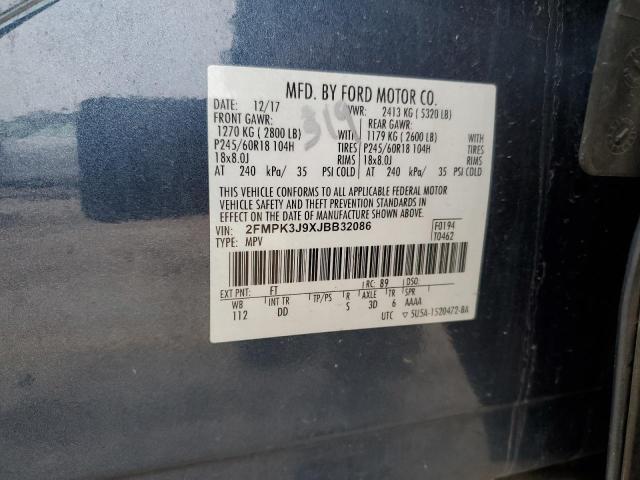 MFD. BY FORD MOTOR CO.
DATE: 12/17 VWR: 2413 KG ( 5320 LB)
FRONT GAWR: REAR GAWR:
1270 KG ( 2800 LB) WITH 1179 KG ( 2600 LB) WITH
P245/60R18 104H TIRES P245/60R18 104H TIRES
18x8.0J RIMS 18x8.0J RIMS
AT 240 kPa/ 35 PSI COLD AT 240 kPa/ 35 PSI COLD
THIS VEHICLE CONFORMS TO ALL APPLICABLE FEDERAL MOTOR
VEHICLE SAFETY AND THEFT PREVENTION STANDARDS IN
EFFECT ON THE DATE OF MANUFACTURE SHOWN ABOVE.
VIN: 2FMPK3J9XJBB32086 F0194
TYPE: MPV T0462
EXT PNT: FT RC: 89 DSO:
WB INT TR TP/PS R AXLE TR SPR
112 DD S 3D 6 AAAA
UTC ▽ 5U5A-1520472-BA
319